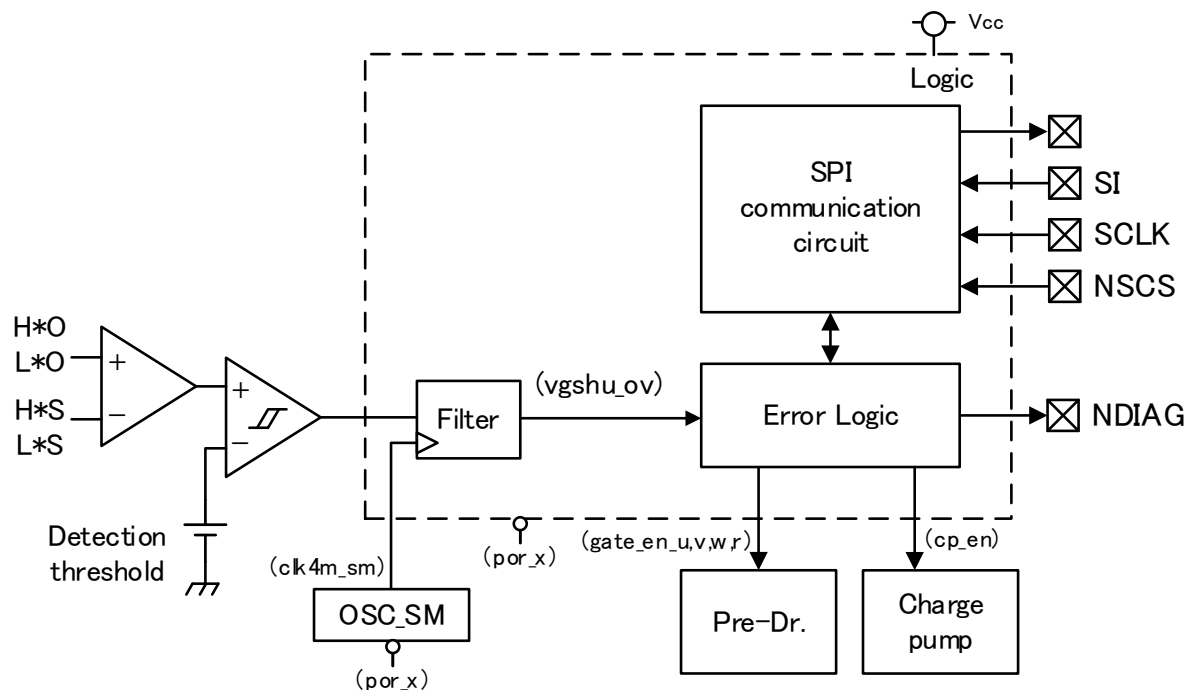 Vcc
Logic
SPI
communication
circuit
SI
SCLK
NSCS
H*O
L*O
H*S
L*S
+
−
+
−
Filter
(vgshu_ov)
Error Logic
NDIAG
Detection
threshold
(clk4m_sm)
(por_x)
(gate_en_u,v,w,r)
(cp_en)
OSC_SM
(por_x)
Pre-Dr.
Charge
pump